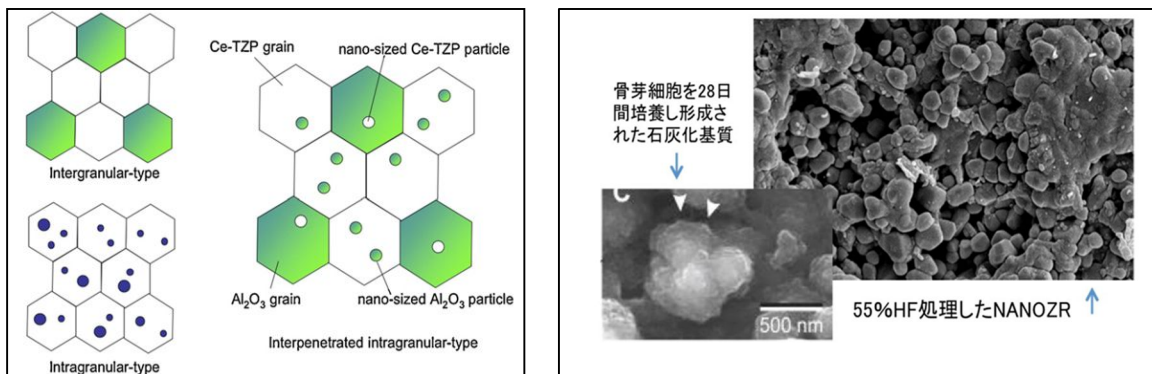 Intergranular-type
Intragranular-type
Ce-TZP grain
nano-sized Ce-TZP particle
Al₂O₃ grain
nano-sized Al₂O₃ particle
Interpenetrated intragranular-type
骨芽細胞を28日
間培養し形成さ
れた石灰化基質
C
500 nm
55%HF処理したNANOZR